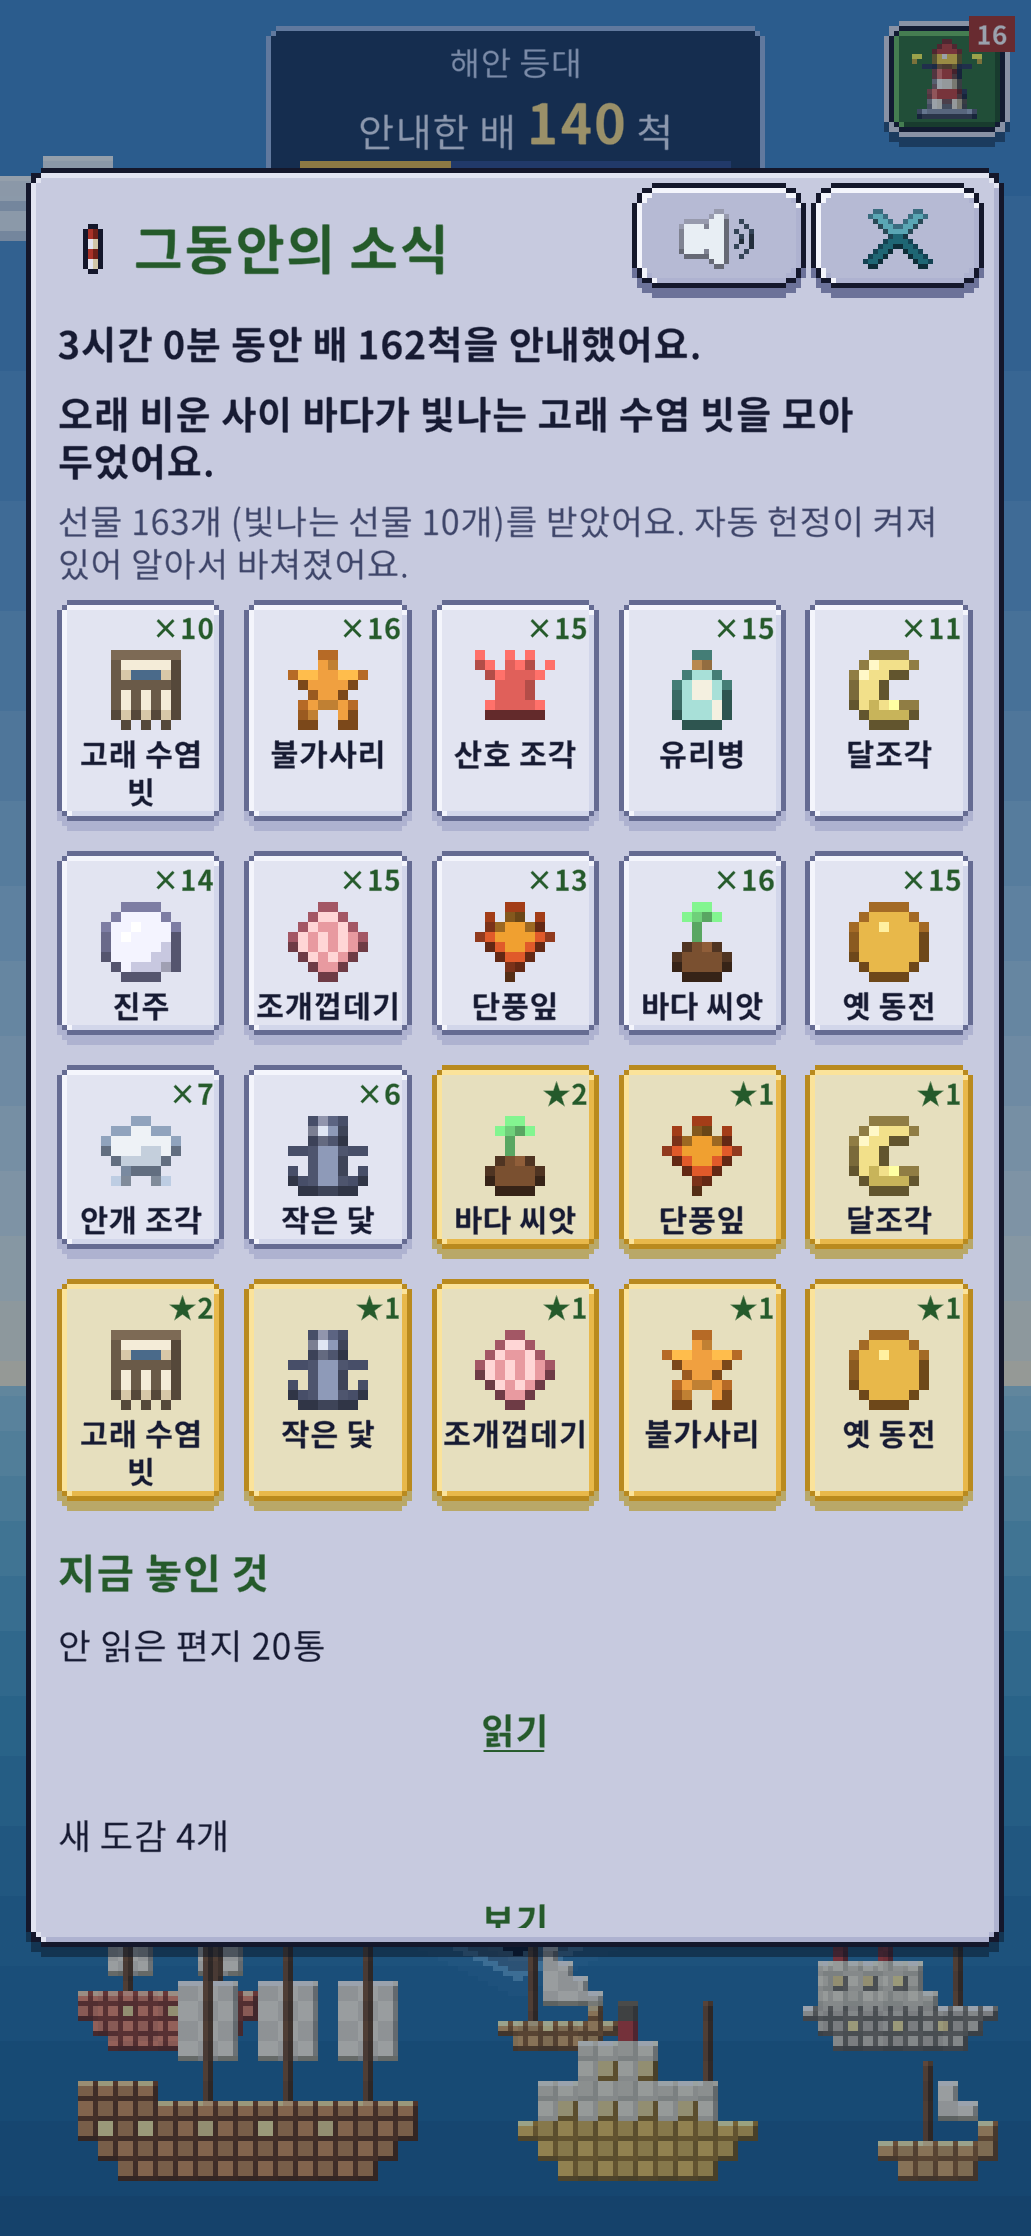 해안 등대
안내한 배 140 척
16
그동안의 소식
3시간 0분 동안 배 162척을 안내했어요.
오래 비운 사이 바다가 빛나는 고래 수염 빗을 모아
두었어요.
선물 163개 (빛나는 선물 10개)를 받았어요. 자동 헌정이 켜져
있어 알아서 바쳐졌어요.
×10 ×16 ×15 ×15 ×11
고래 수염 불가사리 산호 조각 유리병 달조각
빗
×14 ×15 ×13 ×16 ×15
진주 조개껍데기 단풍잎 바다 씨앗 옛 동전
×7 ×6 ★2 ★1 ★1
안개 조각 작은 닻 바다 씨앗 단풍잎 달조각
★2 ★1 ★1 ★1 ★1
고래 수염 작은 닻 조개껍데기 불가사리 옛 동전
빗
지금 놓인 것
안 읽은 편지 20통
읽기
새 도감 4개
보기